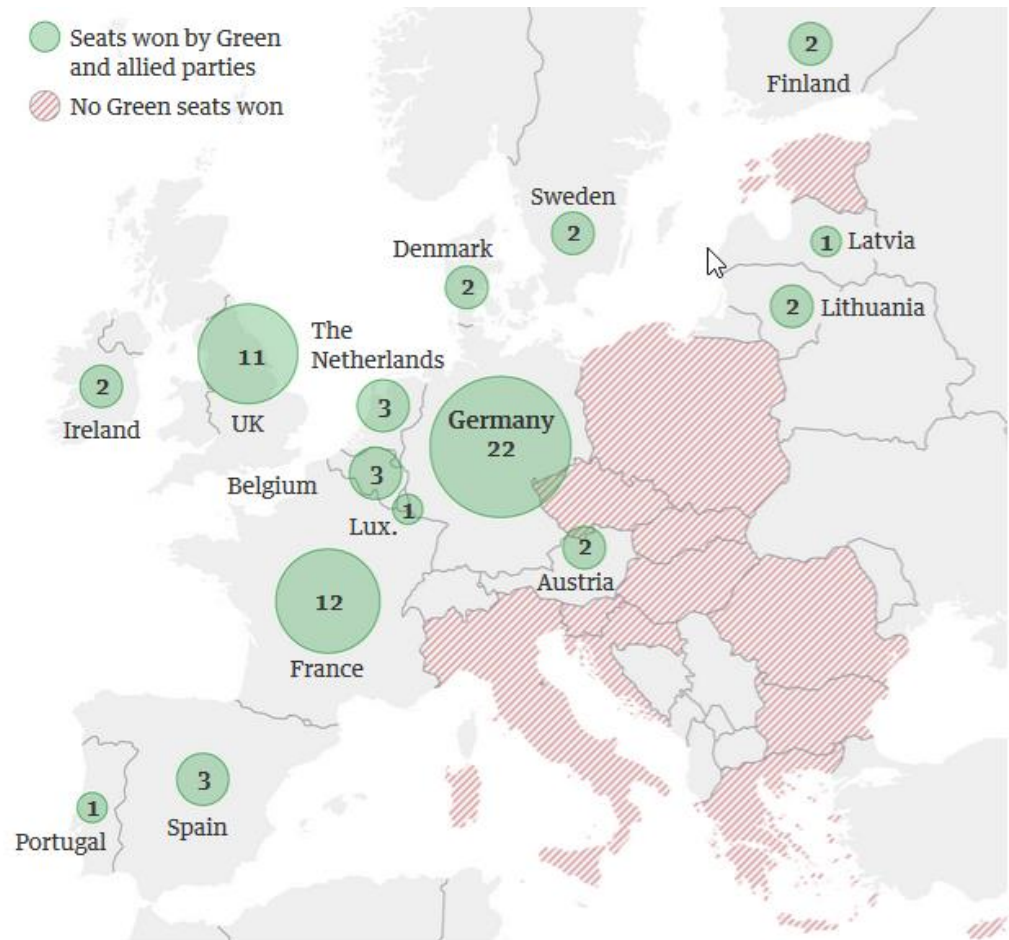 Seats won by Green
and allied parties
No Green seats won
2
Finland
Sweden
2
1 Latvia
Denmark
2
2 Lithuania
11
UK
The
Netherlands
3
2
Ireland
Germany
22
3
Belgium
1
Lux.
2
Austria
12
France
3
Spain
1
Portugal